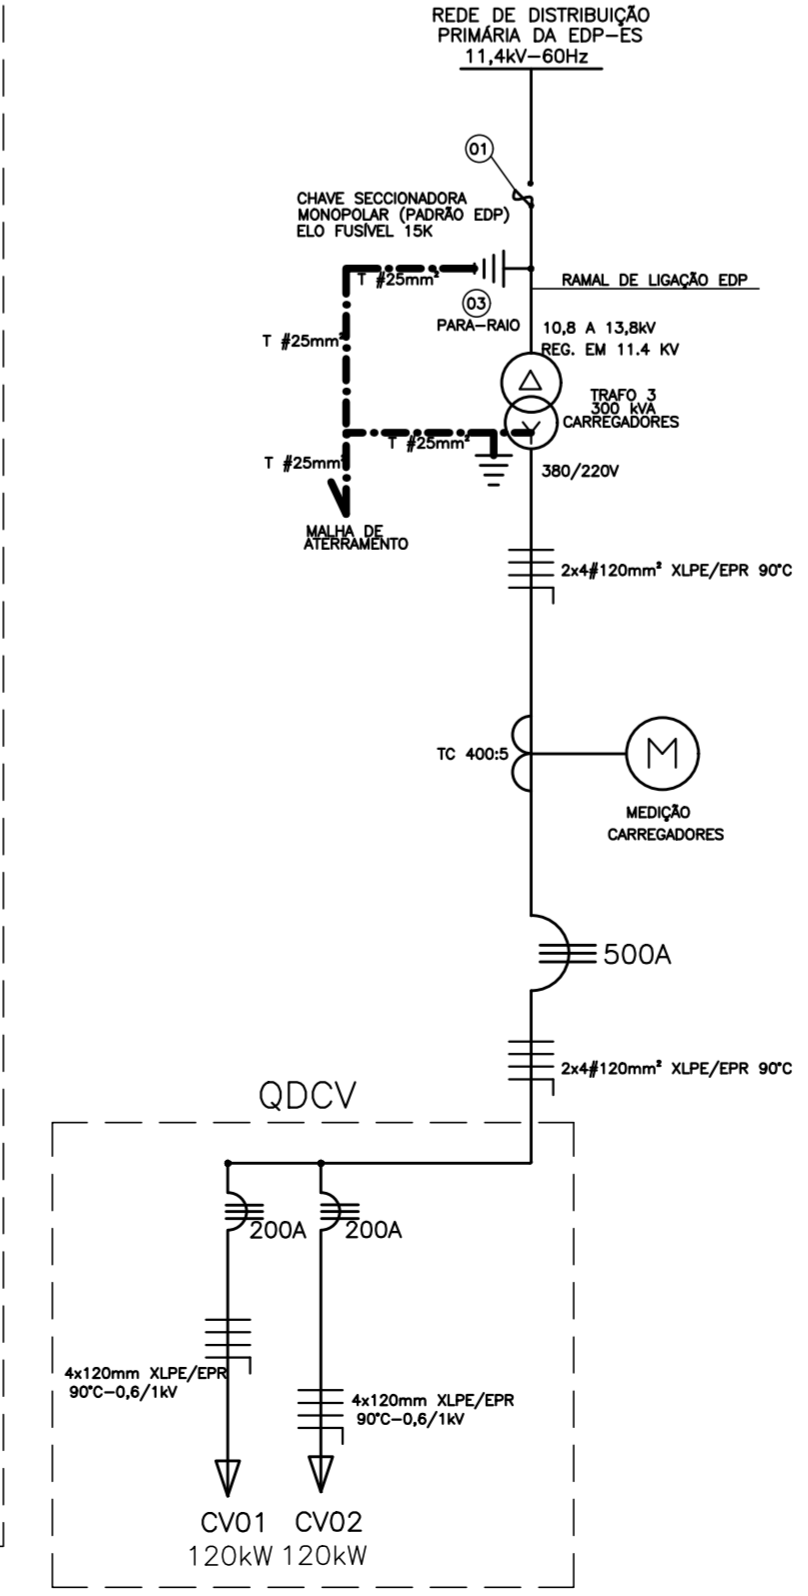 REDE DE DISTRIBUIÇÃO
PRIMÁRIA DA EDP-ES
11,4kV-60Hz
01
CHAVE SECCIONADORA
MONOPOLAR (PADRÃO EDP)
ELO FUSÍVEL 15K
T #25mm²
RAMAL DE LIGAÇÃO EDP
03
PARA-RAIO
T #25mm²
10,8 A 13,8kV
REG. EM 11.4 KV
TRAFO 3
300 kVA
CARREGADORES
T #25mm²
T #25mm²
380/220V
MALHA DE
ATERRAMENTO
2x4#120mm² XLPE/EPR 90°C
TC 400:5
M
MEDIÇÃO
CARREGADORES
500A
2x4#120mm² XLPE/EPR 90°C
QDCV
200A
200A
4x120mm XLPE/EPR
90°C-0,6/1kV
4x120mm XLPE/EPR
90°C-0,6/1kV
CV01
CV02
120kW
120kW